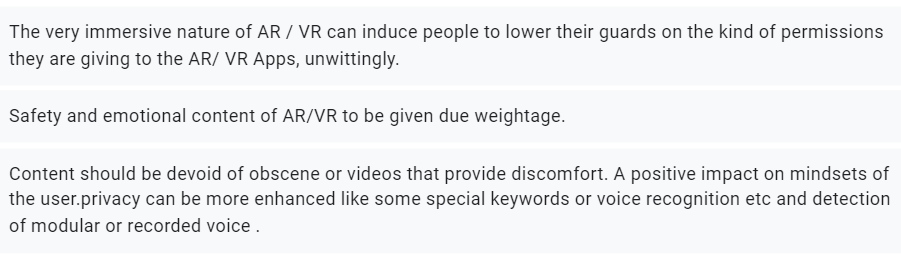 The very immersive nature of AR / VR can induce people to lower their guards on the kind of permissions
they are giving to the AR/ VR Apps, unwittingly.
Safety and emotional content of AR/VR to be given due weightage.
Content should be devoid of obscene or videos that provide discomfort. A positive impact on mindsets of
the user.privacy can be more enhanced like some special keywords or voice recognition etc and detection
of modular or recorded voice .